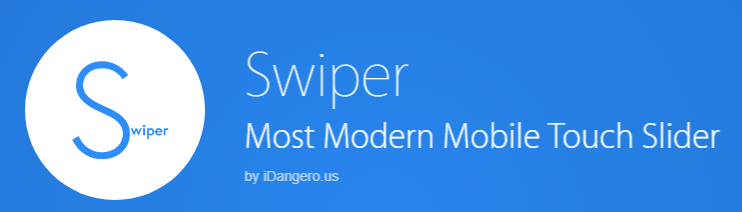 Swiper
Swiper
Most Modern Mobile Touch Slider
by iDangero.us